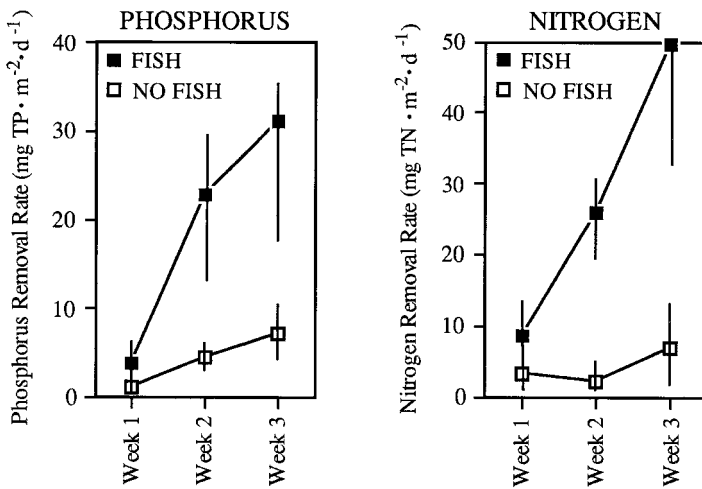 PHOSPHORUS
Phosphorus Removal Rate (mg TP • m⁻² • d⁻¹)
40
30
20
10
0
FISH
NO FISH
Week 1
Week 2
Week 3
NITROGEN
Nitrogen Removal Rate (mg TN • m⁻² • d⁻¹)
50
40
30
20
10
0
FISH
NO FISH
Week 1
Week 2
Week 3